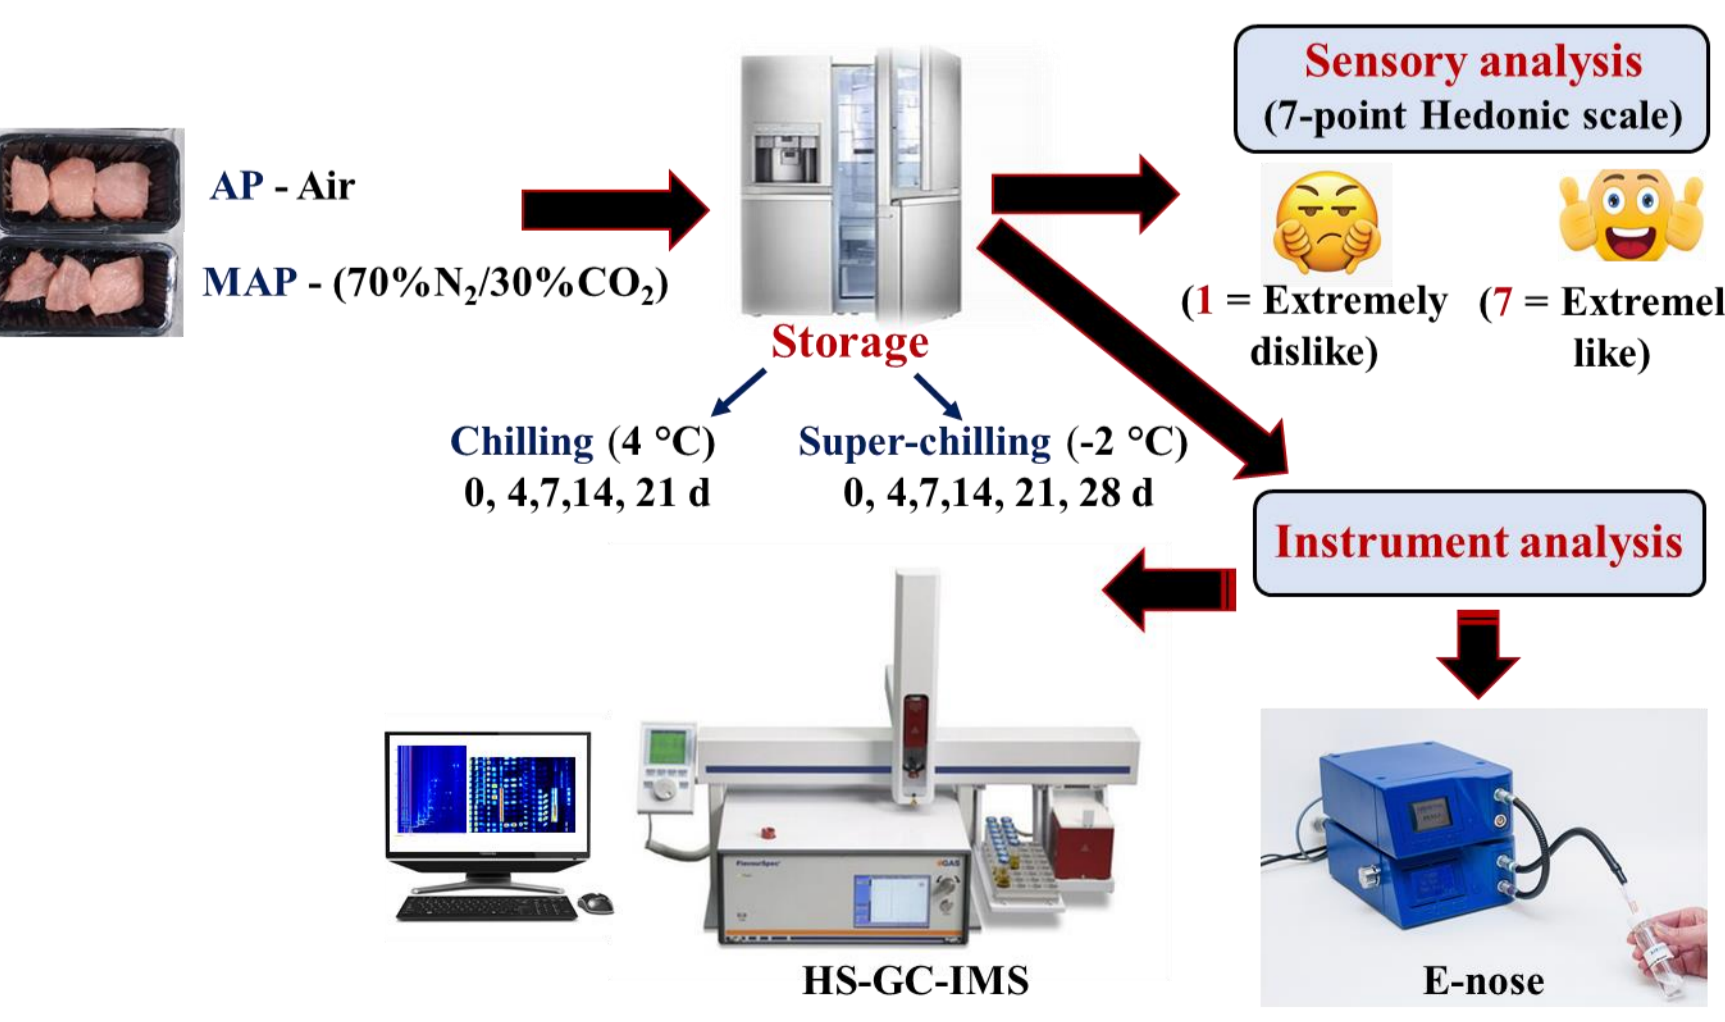 Sensory analysis
(7-point Hedonic scale)
AP - Air
MAP - (70%N₂/30%CO₂)
(1 = Extremely
dislike)
(7 = Extremel
like)
Storage
Chilling (4 °C)
0, 4,7,14, 21 d
Super-chilling (-2 °C)
0, 4,7,14, 21, 28 d
Instrument analysis
FlavourSpec
GAS
HS-GC-IMS
E-nose